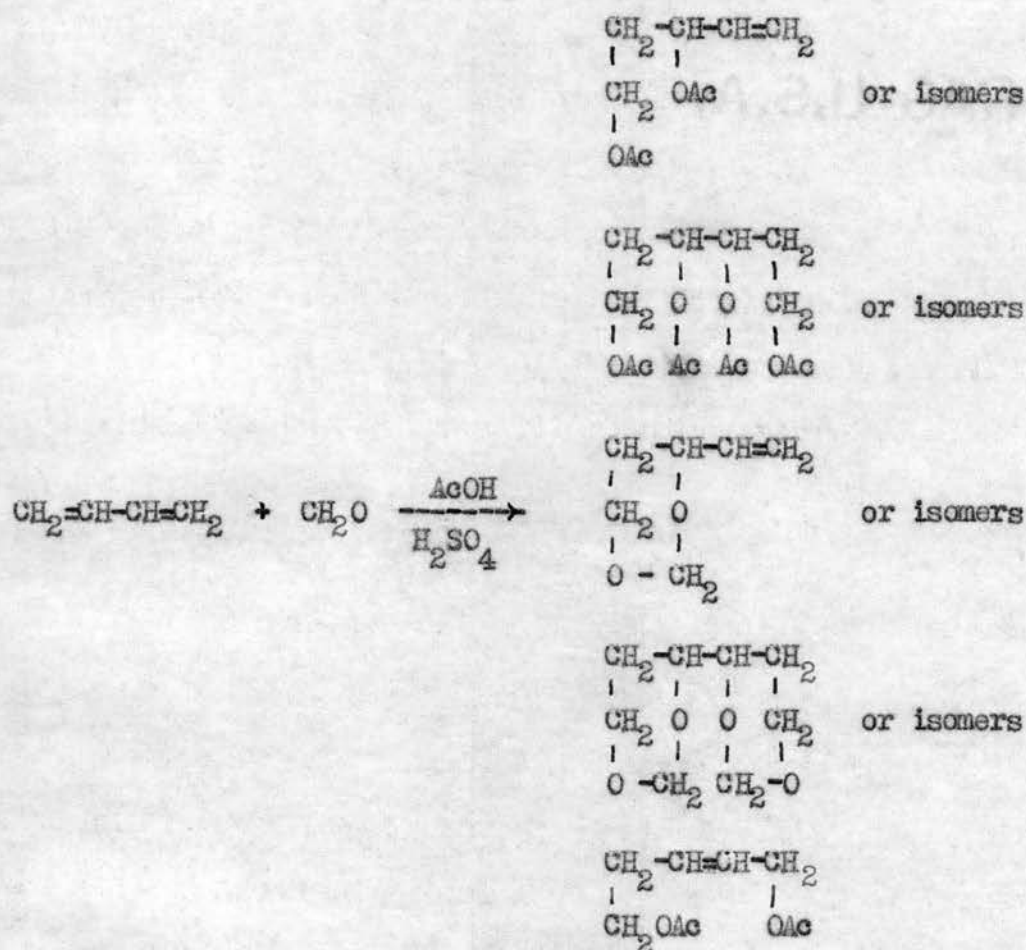 CH2-CH-CH=CH2
CH2 OAc or isomers
OAc
CH2-CH-CH-CH2
CH2 O O CH2 or isomers
OAc Ac Ac OAc
CH2-CH-CH=CH2
CH2=CH-CH=CH2 + CH2O AcOH H2SO4 CH2 O or isomers
O - CH2
CH2-CH-CH-CH2
CH2 O O CH2 or isomers
O -CH2 CH2-O
CH2-CH=CH-CH2
CH2OAc OAc